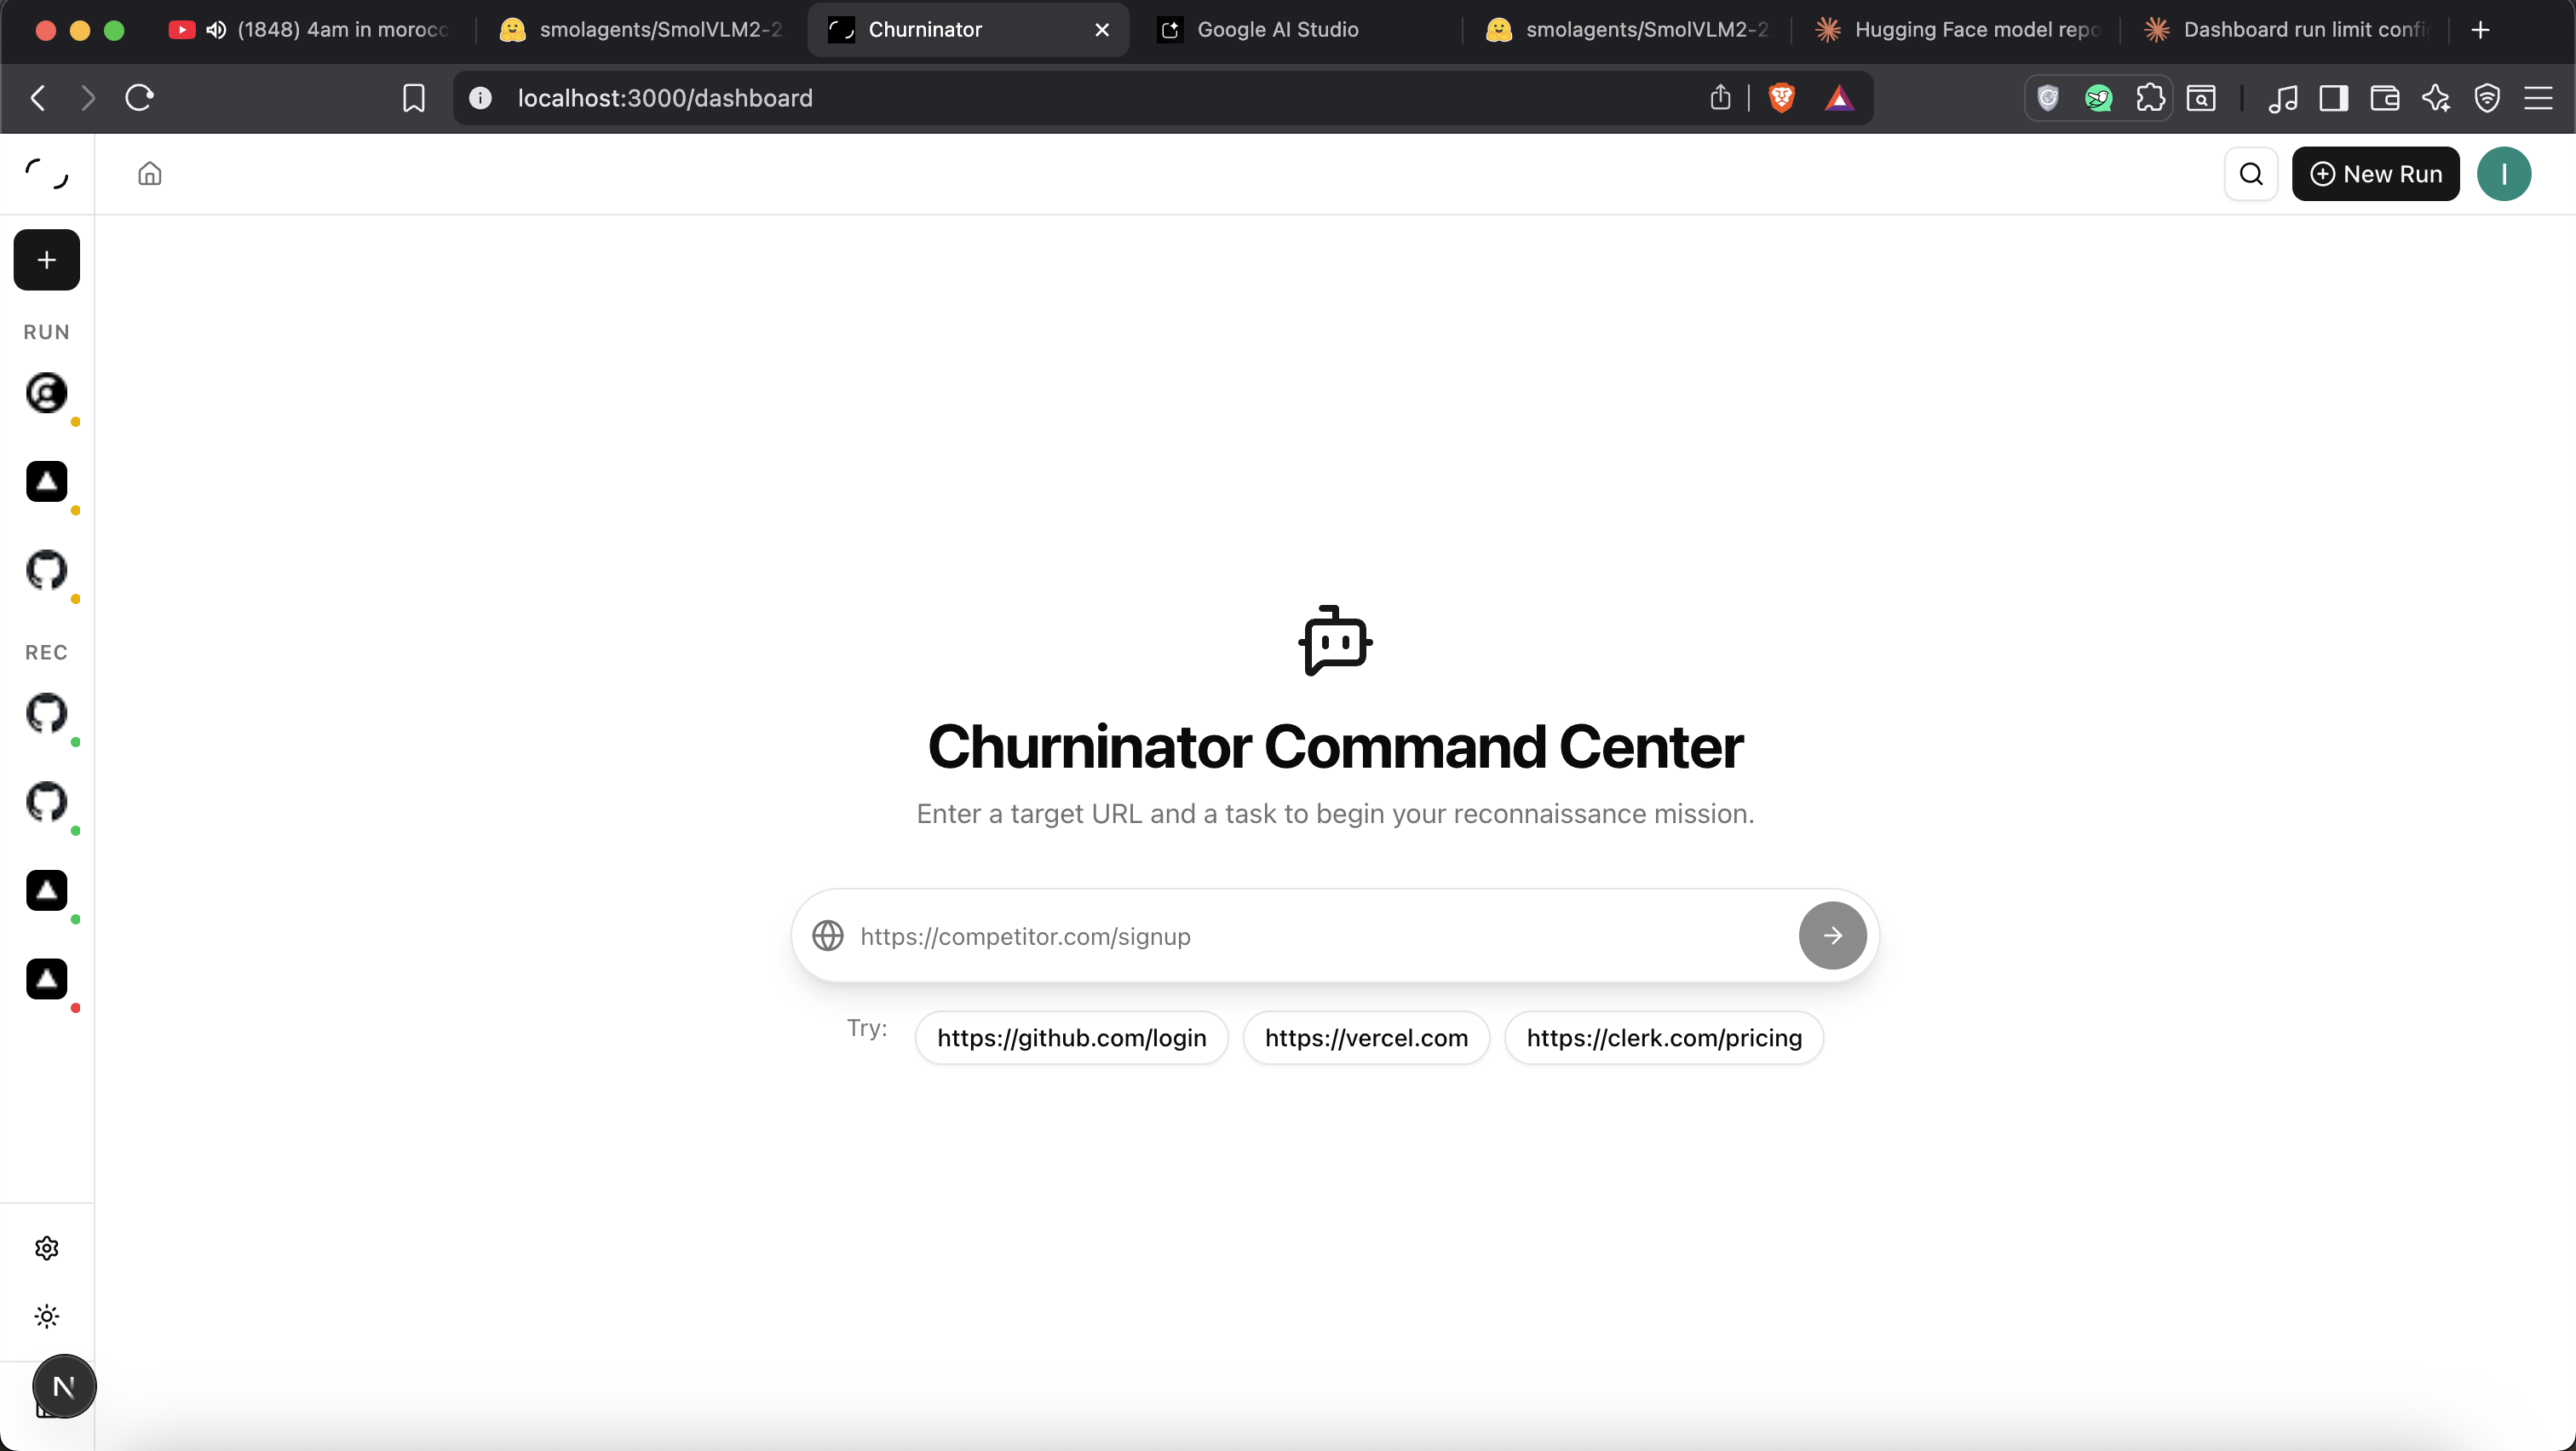 (1848) 4am in morocc
smolagents/SmolVLM2-2
Churninator
Google AI Studio
smolagents/SmolVLM2-2
Hugging Face model repo
Dashboard run limit confi
localhost:3000/dashboard
New Run
I
RUN
REC
Churninator Command Center
Enter a target URL and a task to begin your reconnaissance mission.
https://competitor.com/signup
Try:
https://github.com/login
https://vercel.com
https://clerk.com/pricing
N